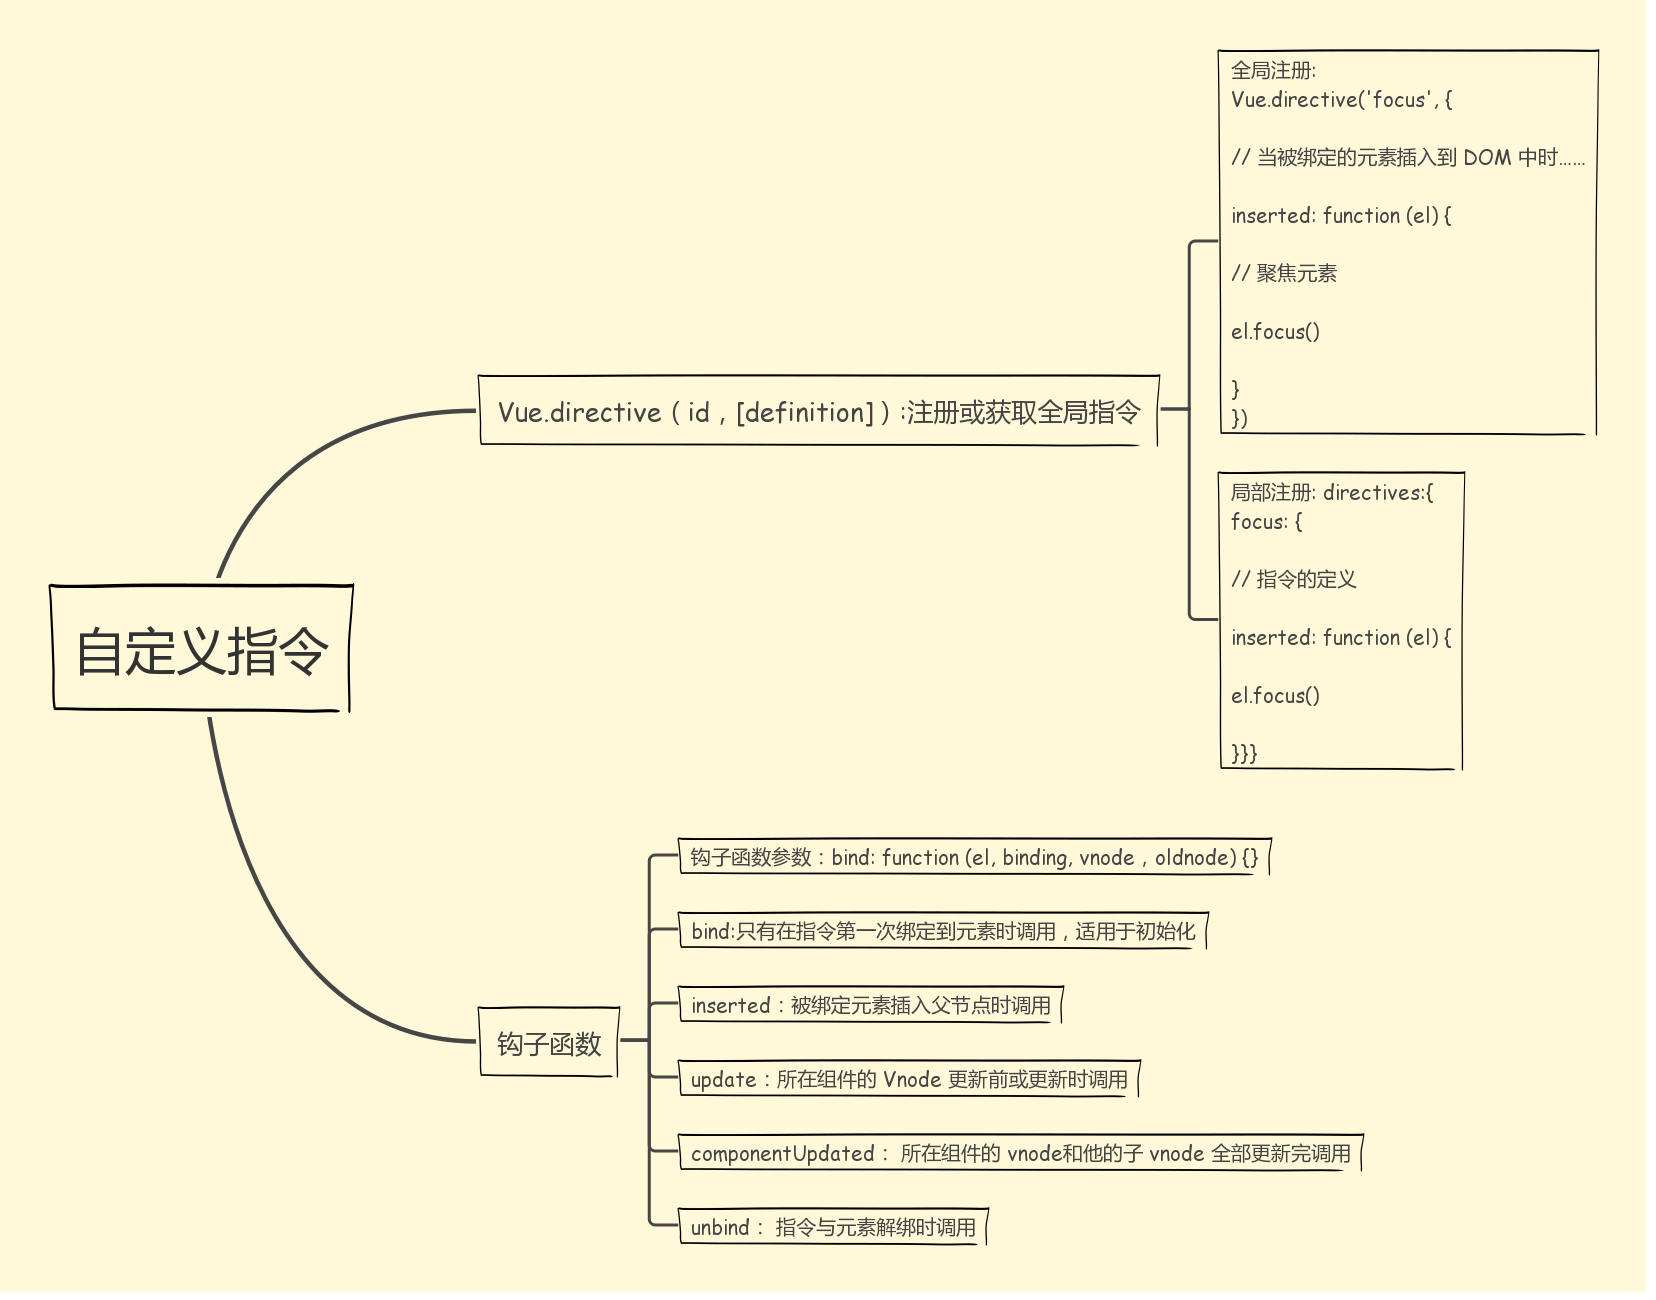 自定义指令
Vue.directive ( id , [definition] ) :注册或获取全局指令
全局注册:
Vue.directive('focus', {
// 当被绑定的元素插入到 DOM 中时……
inserted: function (el) {
// 聚焦元素
el.focus()
}
})
局部注册: directives:{
focus: {
// 指令的定义
inserted: function (el) {
el.focus()
}}}
钩子函数
钩子函数参数：bind: function (el, binding, vnode , oldnode) {}
bind:只有在指令第一次绑定到元素时调用，适用于初始化
inserted：被绑定元素插入父节点时调用
update：所在组件的 Vnode 更新前或更新时调用
componentUpdated： 所在组件的 vnode和他的子 vnode 全部更新完调用
unbind： 指令与元素解绑时调用